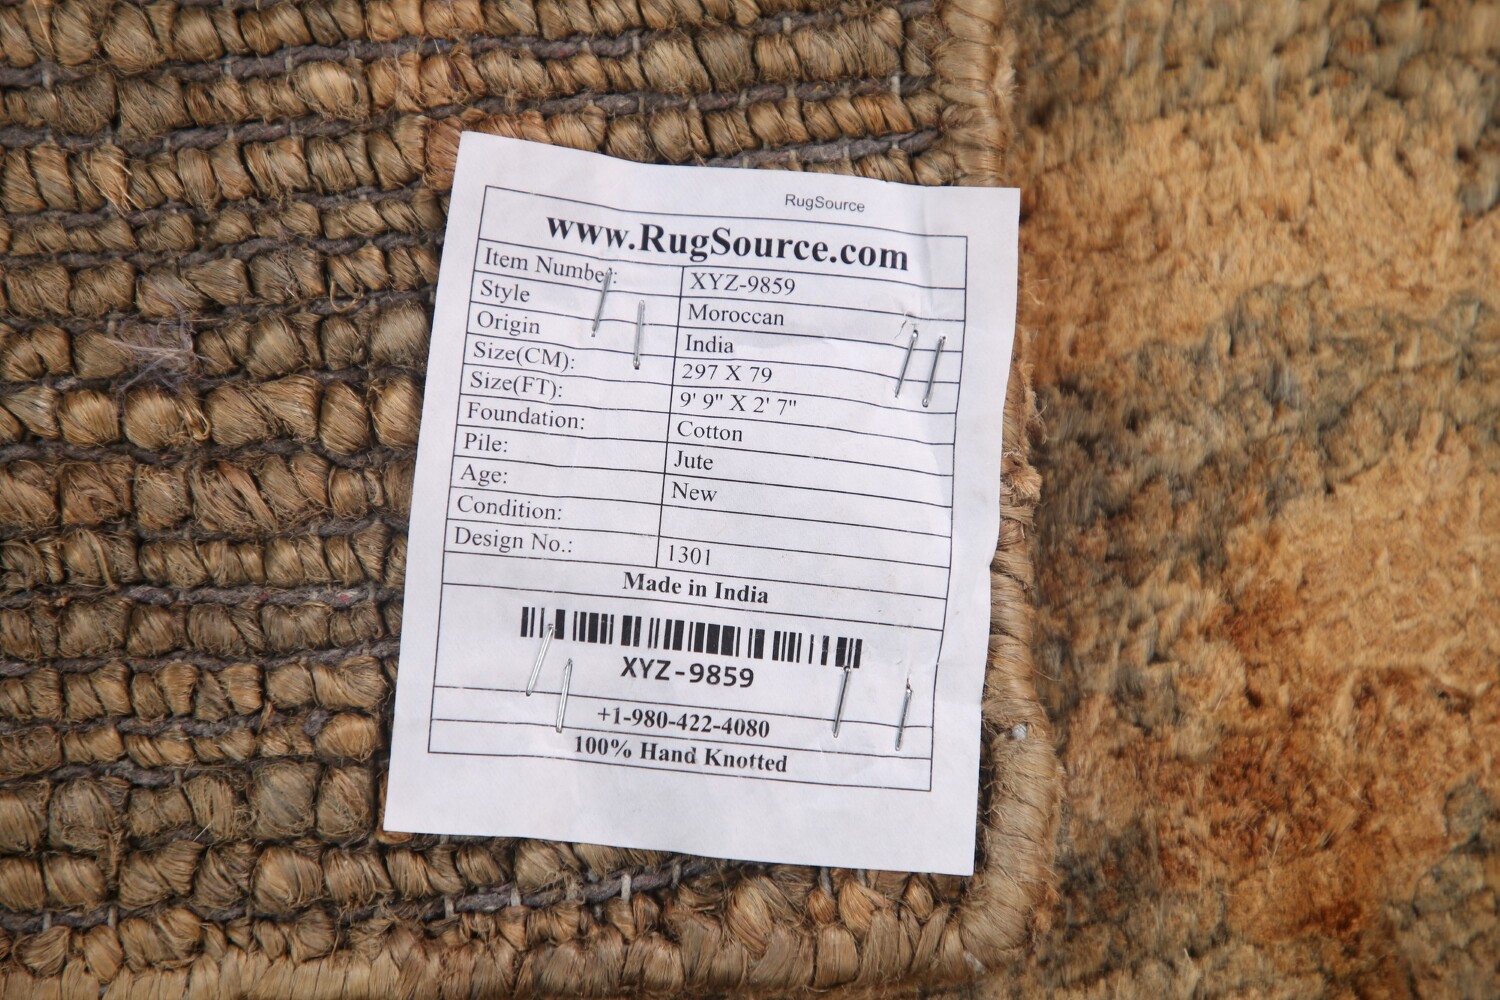 RugSource
www.RugSource.com
Item Number: XYZ-9859
Style Moroccan
Origin India
Size(CM): 297 X 79
Size(FT): 9' 9" X 2' 7"
Foundation: Cotton
Pile: Jute
Age: New
Condition:
Design No.: 1301
Made in India
XYZ-9859
+1-980-422-4080
100% Hand Knotted